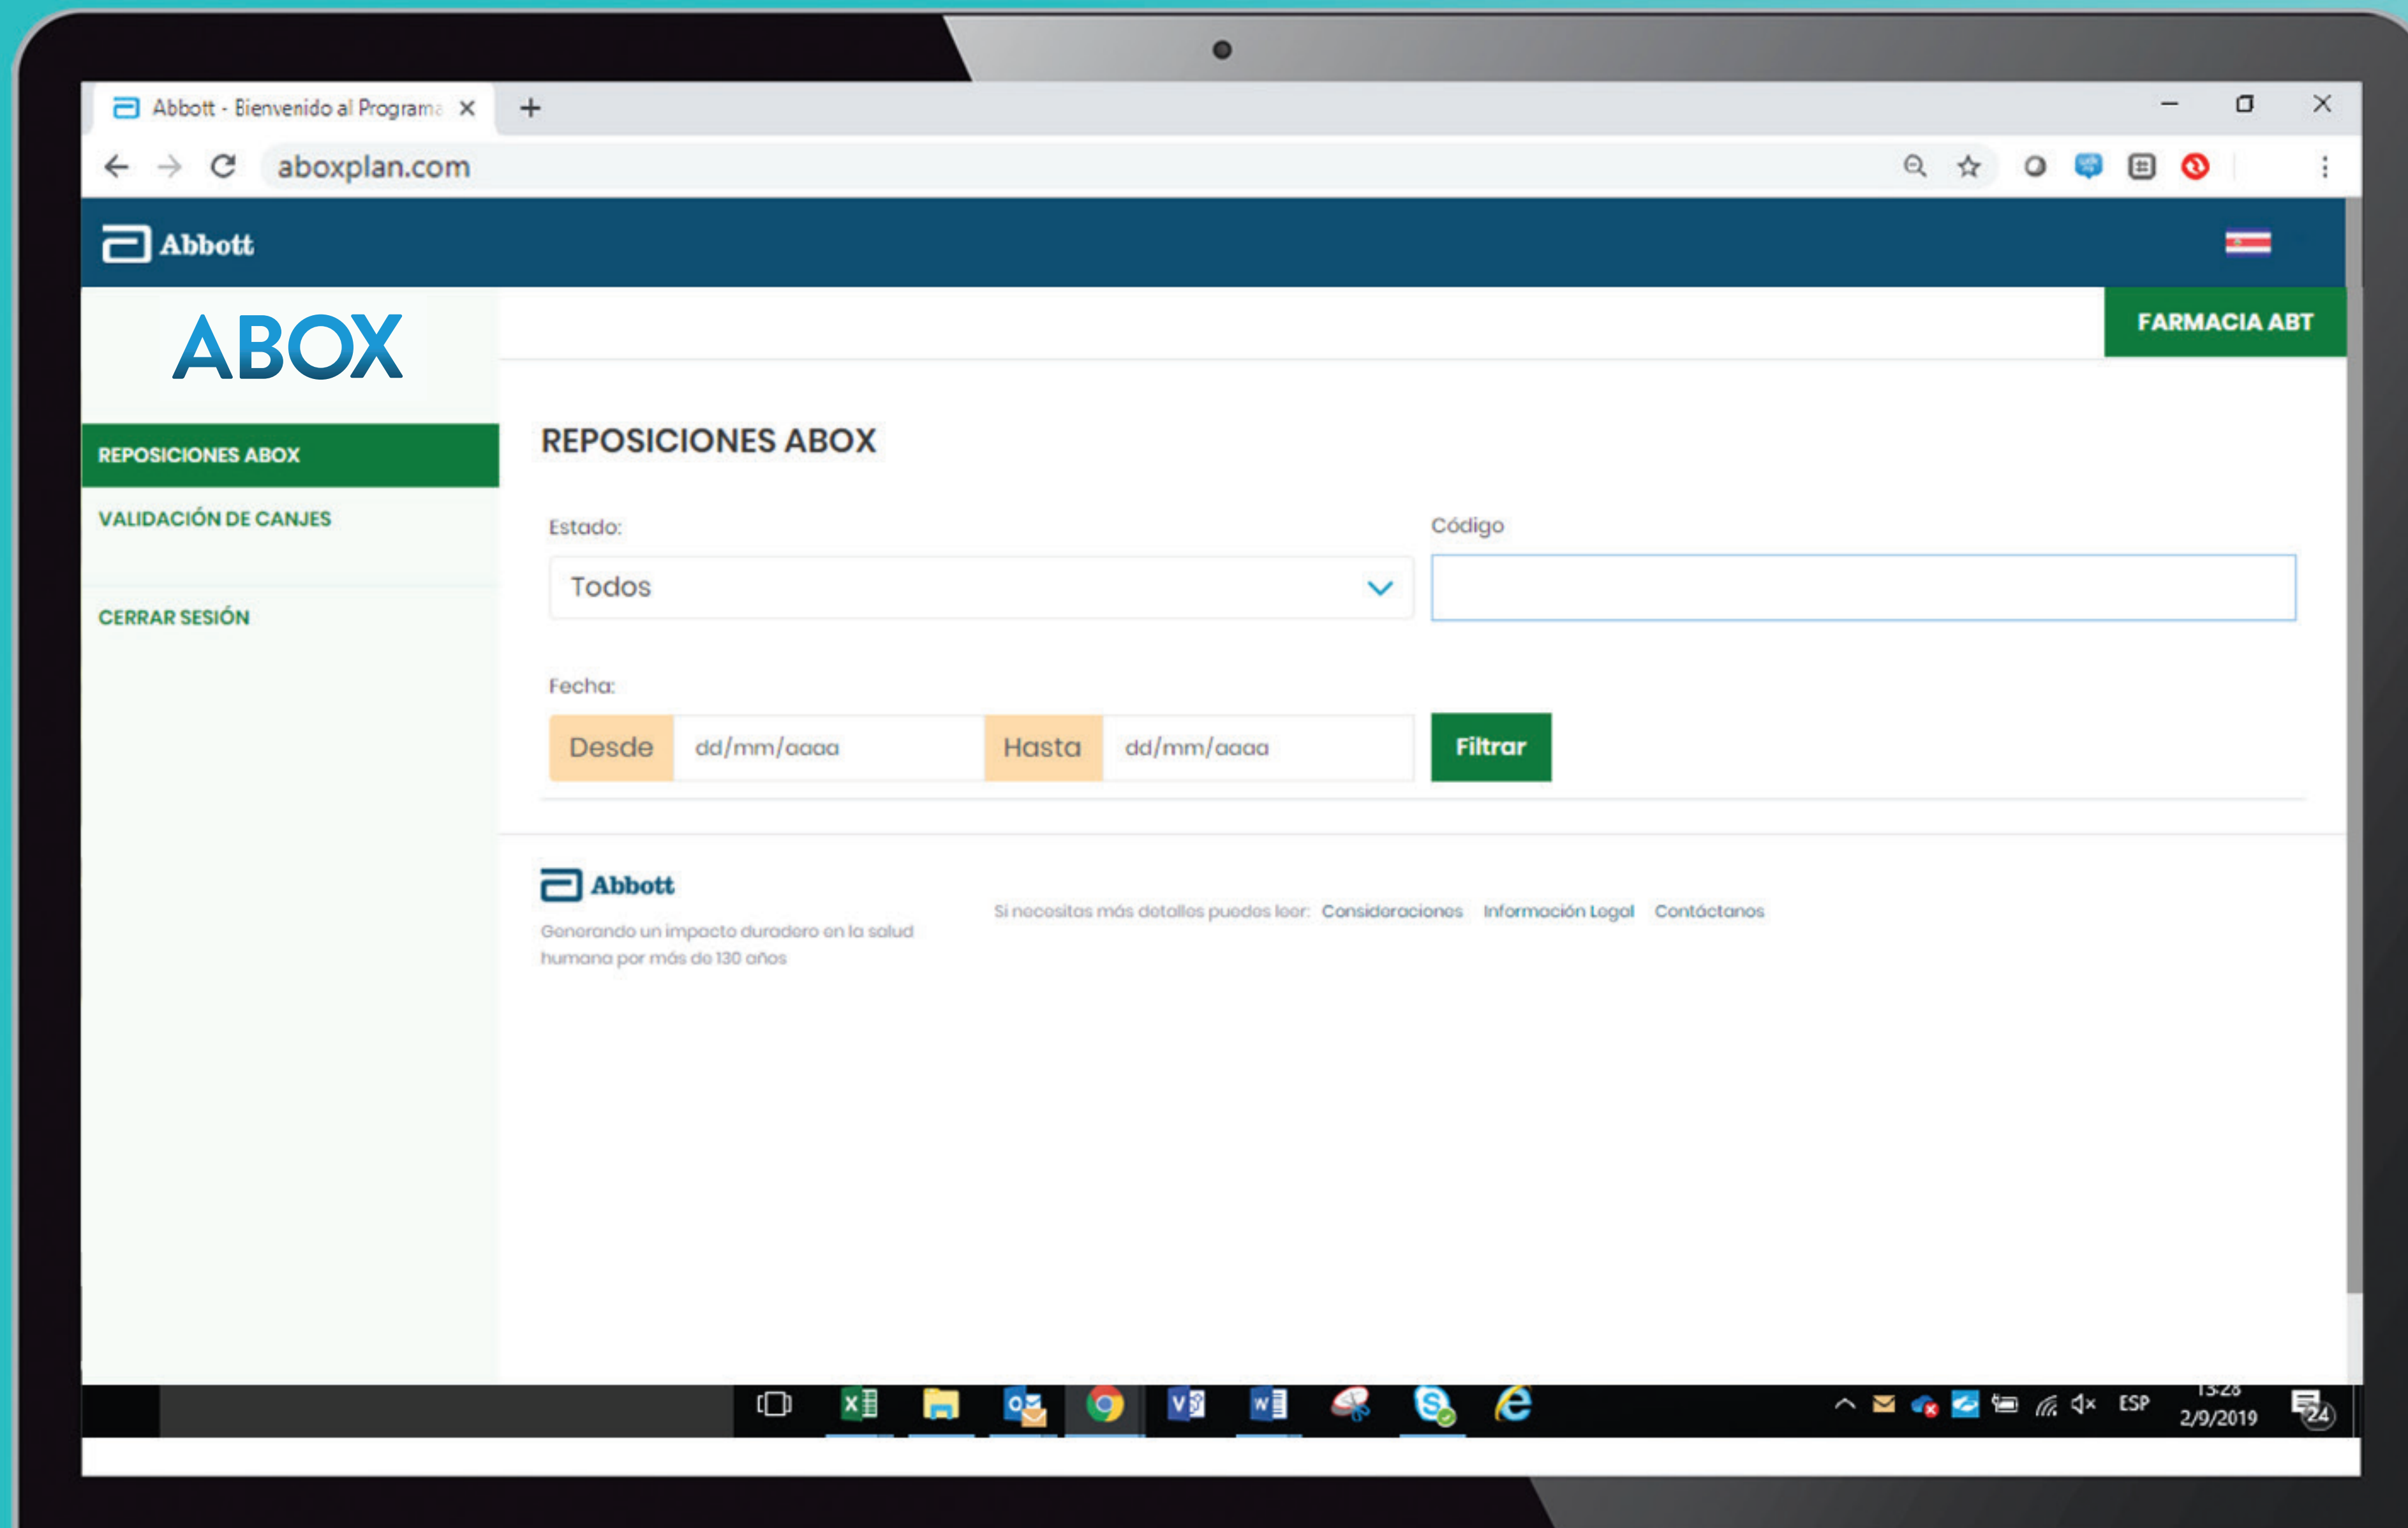 Abbott - Bienvenido al Programa
aboxplan.com
Abbott
ABOX
FARMACIA ABT
REPOSICIONES ABOX
VALIDACIÓN DE CANJES
CERRAR SESIÓN
REPOSICIONES ABOX
Estado:
Código
Todos
Fecha:
Desde dd/mm/aaaa Hasta dd/mm/aaaa Filtrar
Abbott
Generando un impacto duradero en la salud
humana por más de 130 años
Si necesitas más detalles puedes leer: Consideraciones Información Legal Contáctanos
ESP
13:28
2/9/2019
24